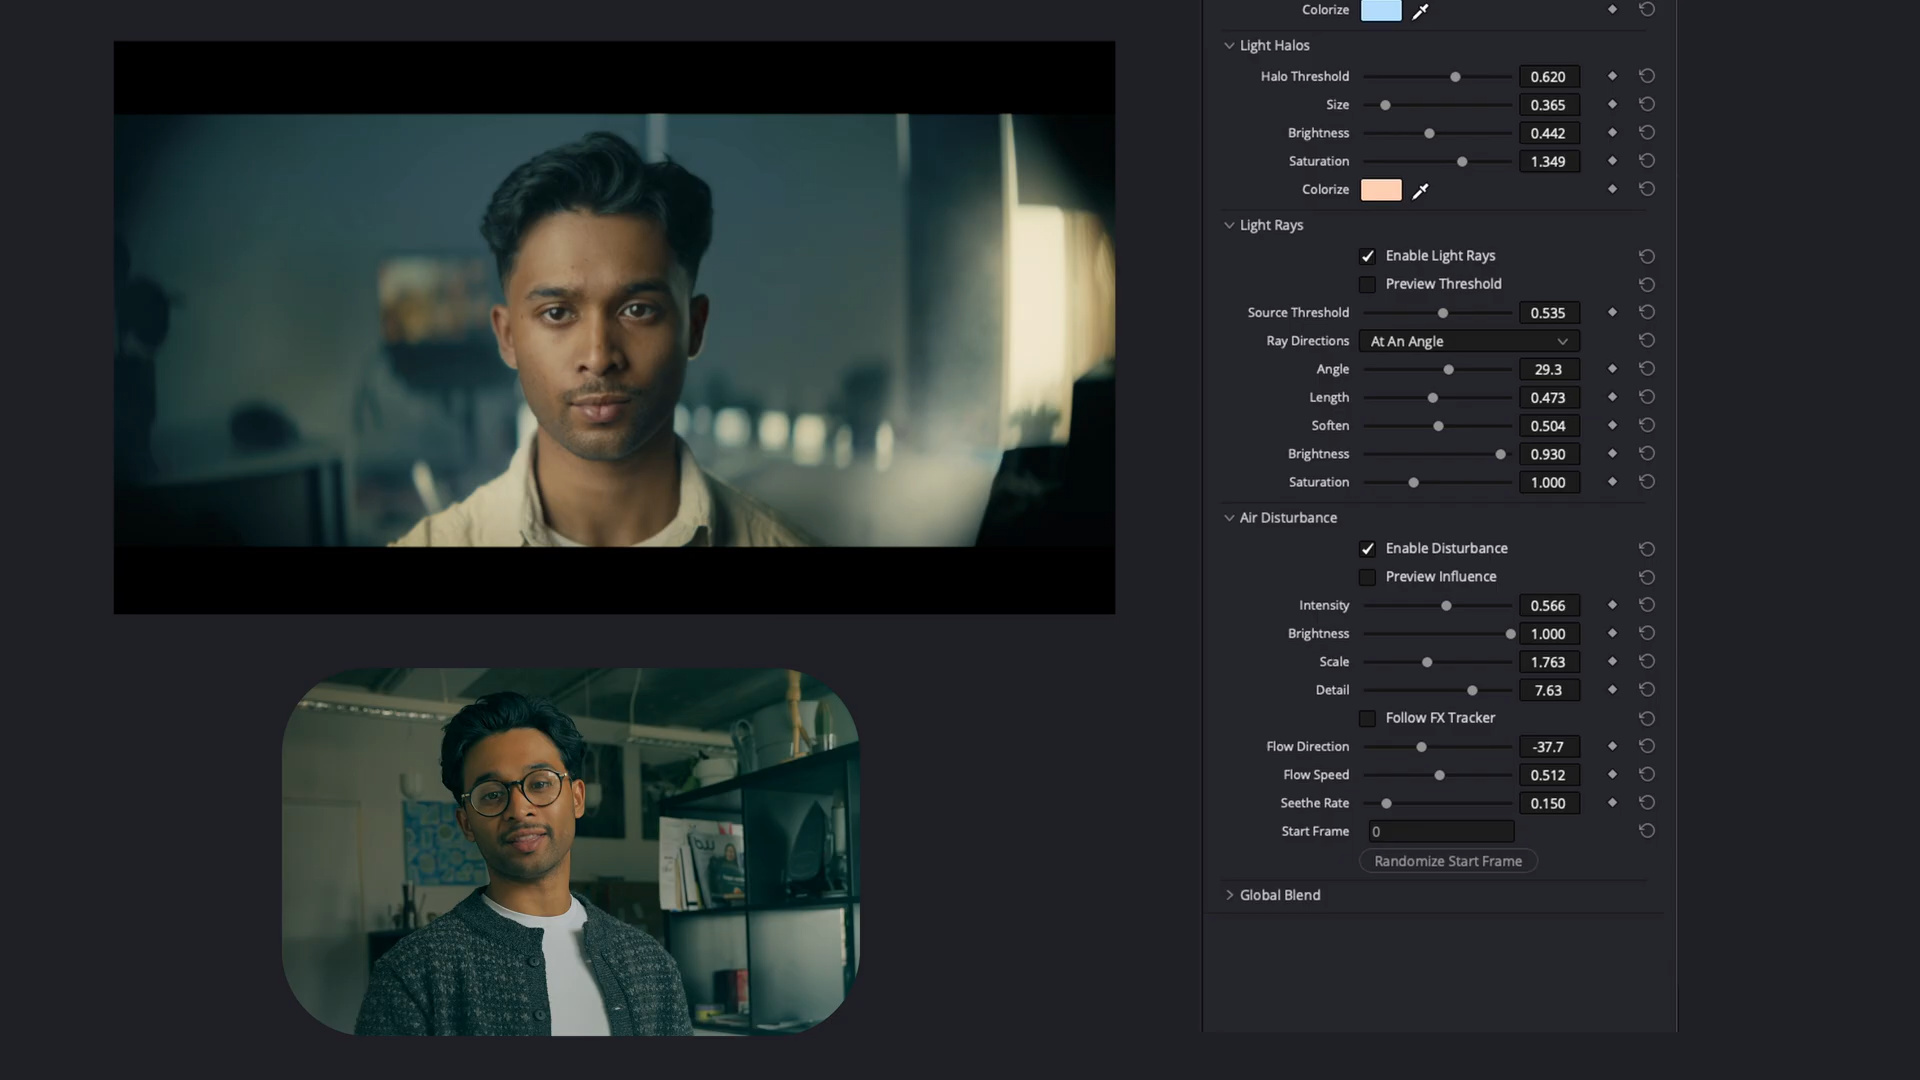 Colorize
Light Halos
Halo Threshold 0.620
Size 0.365
Brightness 0.442
Saturation 1.349
Colorize
Light Rays
Enable Light Rays
Preview Threshold
Source Threshold 0.535
Ray Directions At An Angle
Angle 29.3
Length 0.473
Soften 0.504
Brightness 0.930
Saturation 1.000
Air Disturbance
Enable Disturbance
Preview Influence
Intensity 0.566
Brightness 1.000
Scale 1.763
Detail 7.63
Follow FX Tracker
Flow Direction -37.7
Flow Speed 0.512
Seethe Rate 0.150
Start Frame 0
Randomize Start Frame
Global Blend